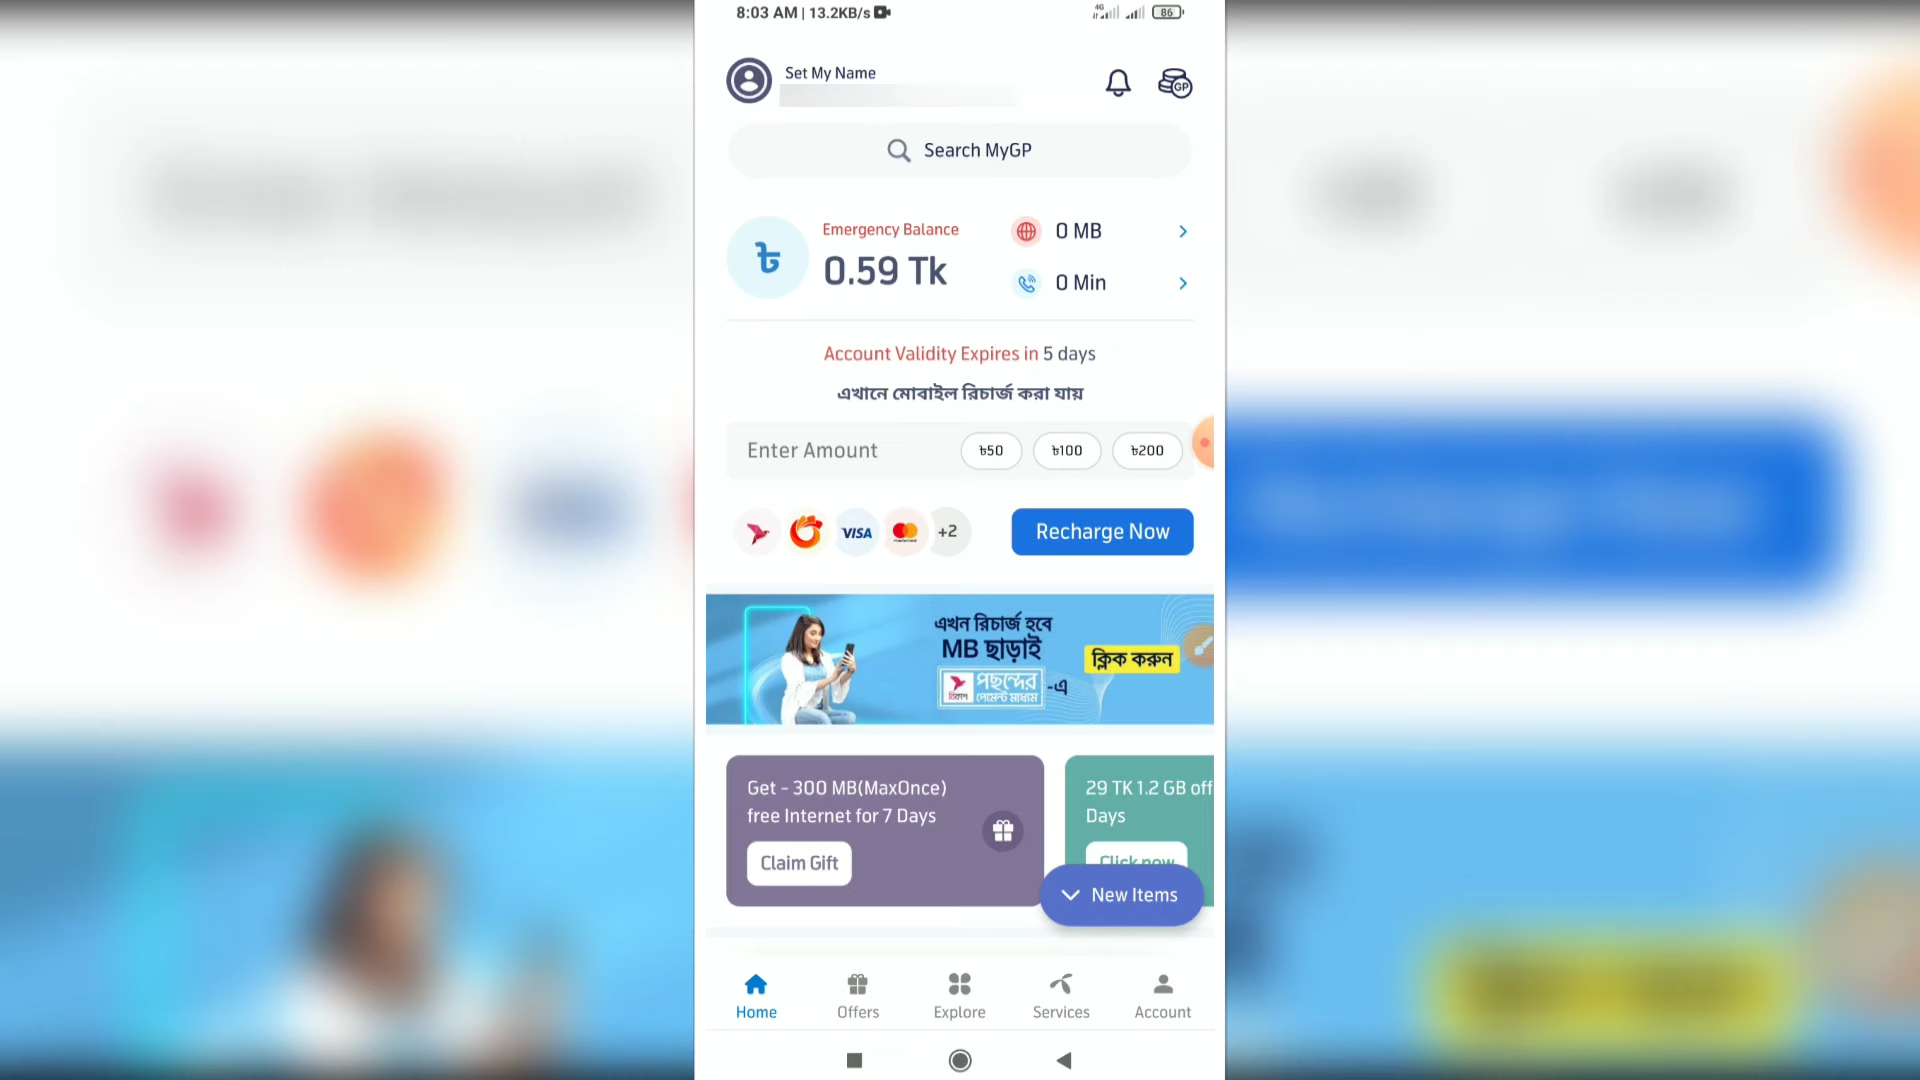 8:03 AM | 13.2KB/s
4G
86
Set My Name
GP
Search MyGP
৳
Emergency Balance
0.59 Tk
0 MB
0 Min
Account Validity Expires in 5 days
এখানে মোবাইল রিচার্জ করা যায়
Enter Amount
৳50
৳100
৳200
VISA
+2
Recharge Now
এখন রিচার্জ হবে
MB ছাড়াই
বিকাশ
পছন্দের
পেমেন্ট মাধ্যমে
-এ
ক্লিক করুন
Get - 300 MB(MaxOnce)
free Internet for 7 Days
Claim Gift
29 TK 1.2 GB off
Days
Click now
New Items
Home
Offers
Explore
Services
Account